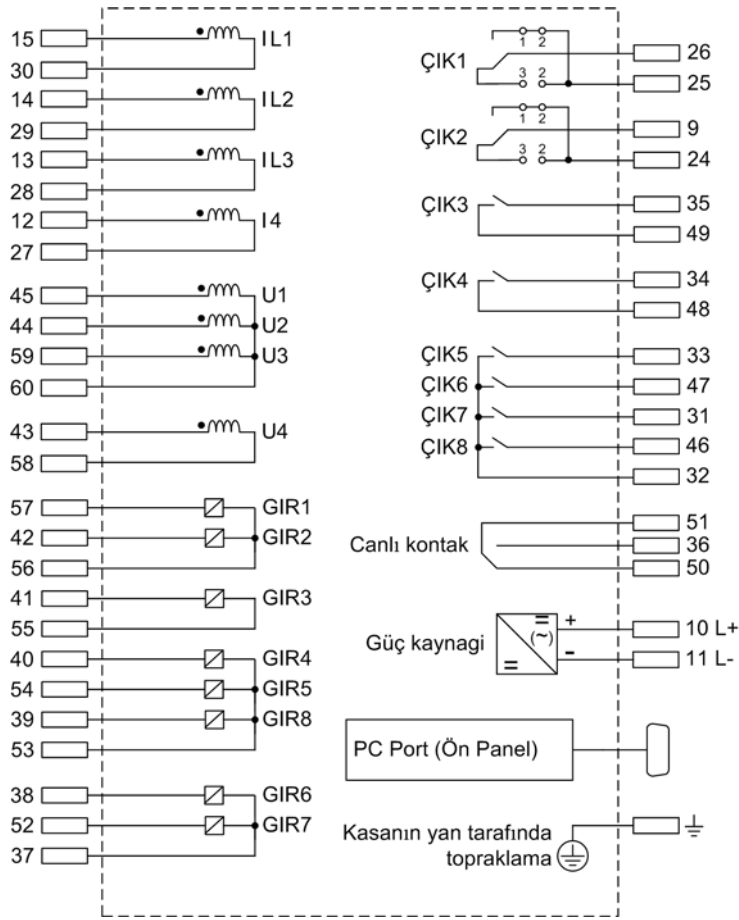 15 IL1
30
14 IL2
29
13 IL3
28
12 I4
27
45 U1
44 U2
59 U3
60
43 U4
58
57 GIR1
42 GIR2
56
41 GIR3
55
40 GIR4
54 GIR5
39 GIR8
53
38 GIR6
52 GIR7
37
1 2
ÇIK1 26
3 2
25
1 2
ÇIK2 9
3 2
24
ÇIK3 35
49
ÇIK4 34
48
ÇIK5 33
ÇIK6 47
ÇIK7 31
ÇIK8 46
32
51
Canlı kontak 36
50
Güç kaynagi = (~) = + - 10 L+
11 L-
PC Port (Ön Panel)
Kasanın yan tarafında
topraklama